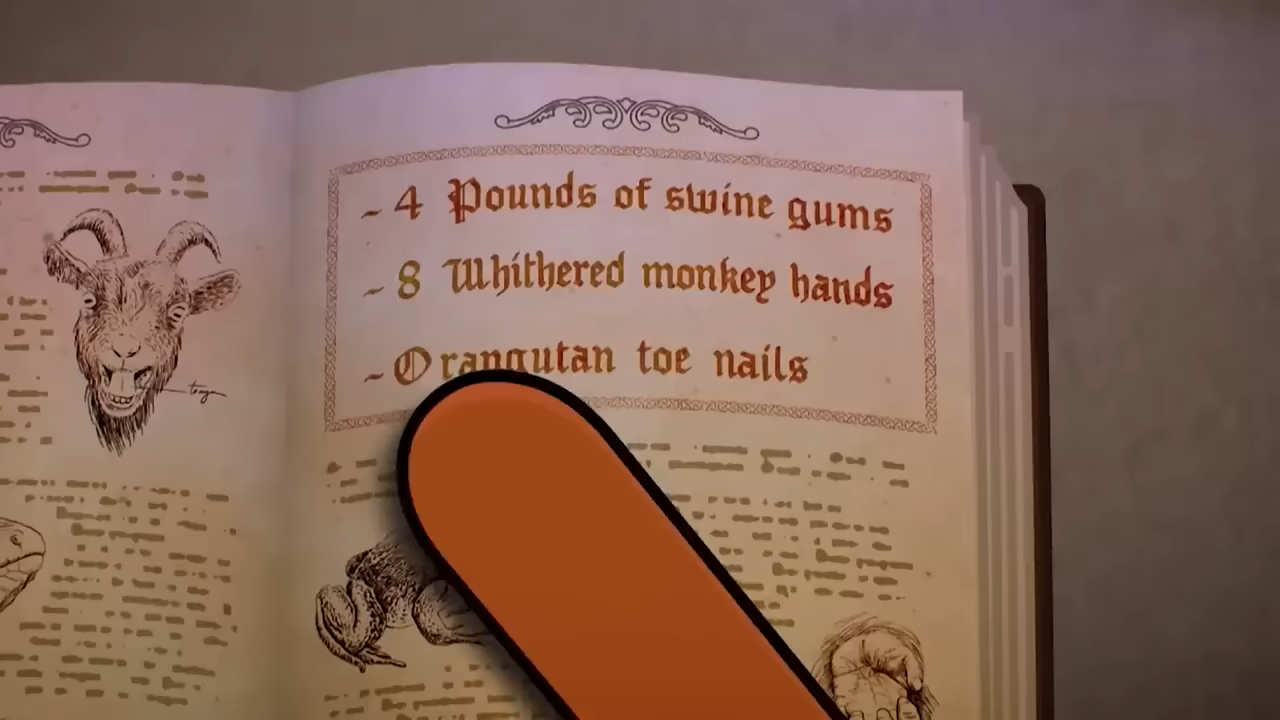 - 4 Pounds of swine gums
- 8 Whithered monkey hands
- Orangutan toe nails